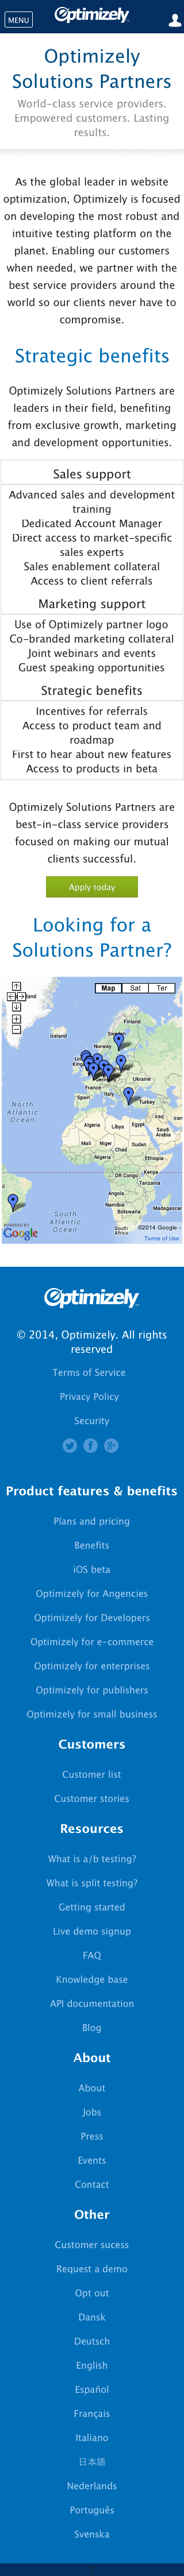 MENU
Optimizely
Optimizely
Solutions Partners
World-class service providers.
Empowered customers. Lasting
results.
As the global leader in website
optimization, Optimizely is focused
on developing the most robust and
intuitive testing platform on the
planet. Enabling our customers
when needed, we partner with the
best service providers around the
world so our clients never have to
compromise.
Strategic benefits
Optimizely Solutions Partners are
leaders in their field, benefiting
from exclusive growth, marketing
and development opportunities.
Sales support
Advanced sales and development
training
Dedicated Account Manager
Direct access to market-specific
sales experts
Sales enablement collateral
Access to client referrals
Marketing support
Use of Optimizely partner logo
Co-branded marketing collateral
Joint webinars and events
Guest speaking opportunities
Strategic benefits
Incentives for referrals
Access to product team and
roadmap
First to hear about new features
Access to products in beta
Optimizely Solutions Partners are
best-in-class service providers
focused on making our mutual
clients successful.
Apply today
Looking for a
Solutions Partner?
Map Sat Ter
Iceland
Finland
Norway
Ukraine
Turkey
North
Atlantic
Ocean
Algeria Libya Egypt
Mali Niger
Chad Sudan
Nigeria Ethiopia
DR Congo
Tanzania
Angola
Namibia
Madagascar
Botswana
South
Atlantic
Ocean
South
Africa
POWERED BY
Google
©2014 Google -
Terms of Use
Optimizely
© 2014, Optimizely. All rights
reserved
Terms of Service
Privacy Policy
Security
Product features & benefits
Plans and pricing
Benefits
iOS beta
Optimizely for Angencies
Optimizely for Developers
Optimizely for e-commerce
Optimizely for enterprises
Optimizely for publishers
Optimizely for small business
Customers
Customer list
Customer stories
Resources
What is a/b testing?
What is split testing?
Getting started
Live demo signup
FAQ
Knowledge base
API documentation
Blog
About
About
Jobs
Press
Events
Contact
Other
Customer sucess
Request a demo
Opt out
Dansk
Deutsch
English
Español
Français
Italiano
日本語
Nederlands
Português
Svenska